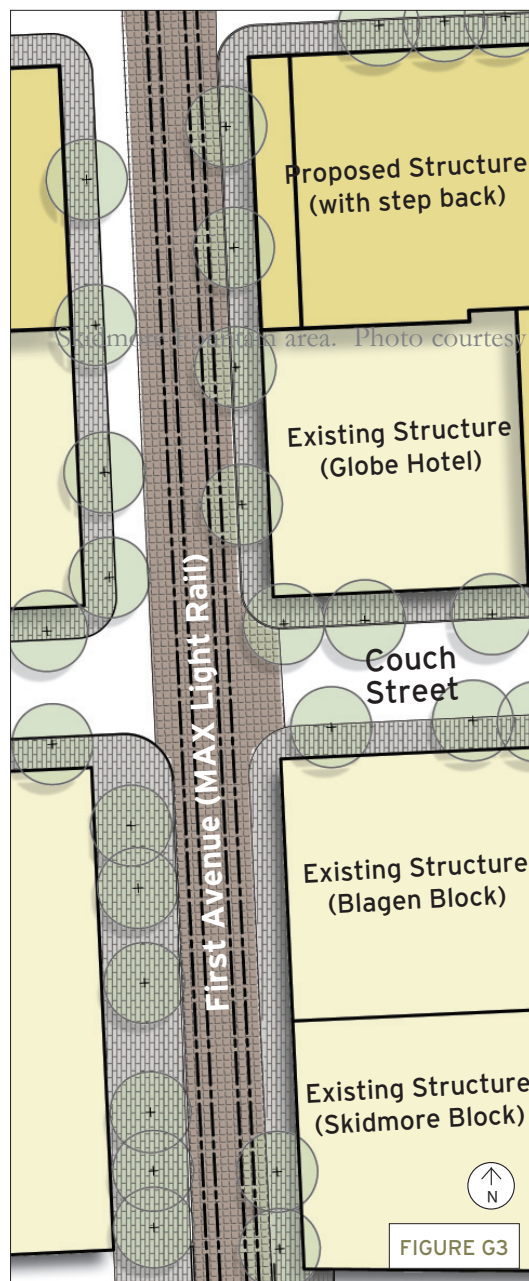 Proposed Structure
(with step back)
Skidmore Fountain area. Photo courtesy
Existing Structure
(Globe Hotel)
Couch
Street
First Avenue (MAX Light Rail)
Existing Structure
(Blagen Block)
Existing Structure
(Skidmore Block)
N
FIGURE G3